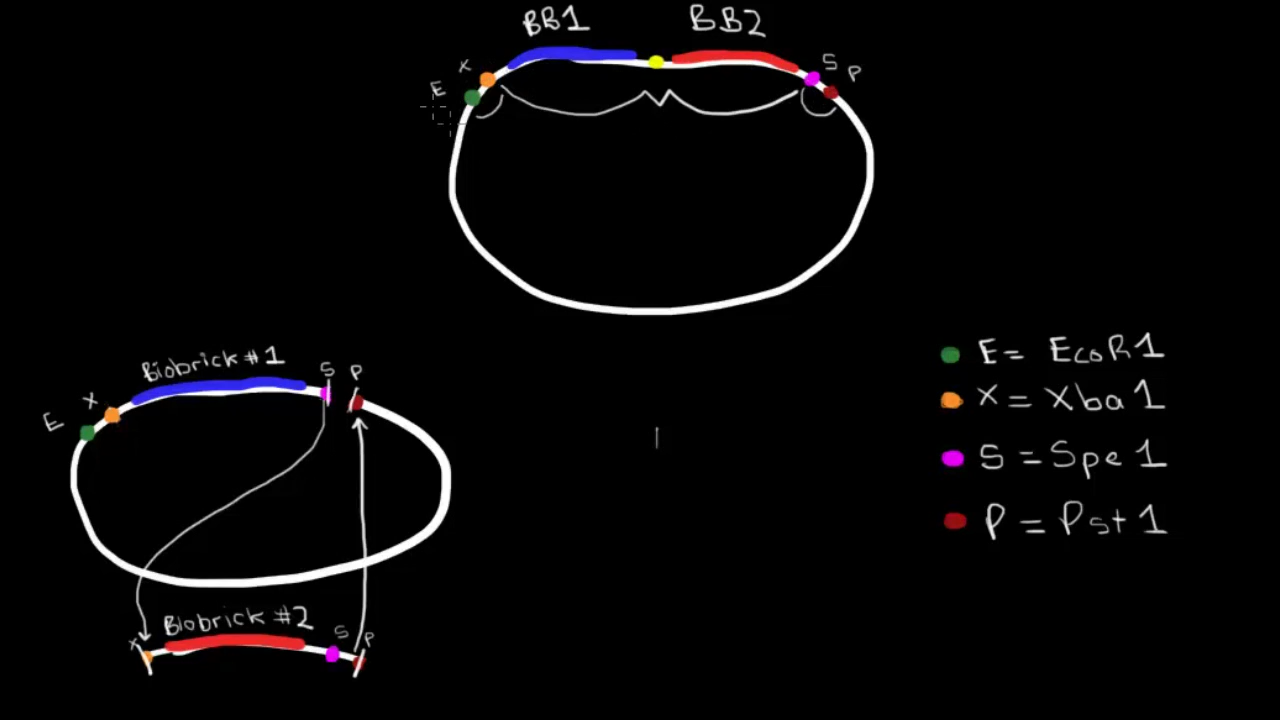 BB1 BB2
E X S P
Biobrick #1
E X S P
Biobrick #2
X S P
E = EcoR1
X = Xba1
S = Spe1
P = Pst1